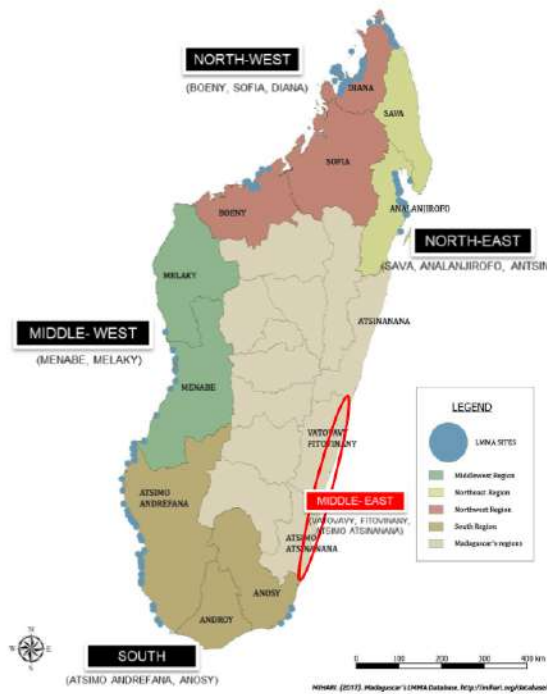 NORTH-WEST
(BOENY, SOFIA, DIANA)
DIANA
SAVA
SOFIA
ANALANJIROFO
BOENY
NORTH-EAST
(SAVA, ANALANJIROFO, ANTSIN
MELAKY
ATSINANANA
MIDDLE- WEST
(MENABE, MELAKY)
MENABE
VATOVAVY
FITOVINANY
LEGEND
LMMA SITES
Middlewest Region
Northeast Region
Northwest Region
South Region
Madagascar's regions
MIDDLE- EAST
(VATOVAVY, FITOVINANY,
ATSIMO ATSINANANA)
ATSIMO
ANDREFANA
ATSIMO
ATSINANANA
ANOSY
ANDROY
N
W
E
S
SOUTH
(ATSIMO ANDREFANA, ANOSY)
0 100 200 300 400 km
MIHARI. (2017). Madagascar's LMMA Database.